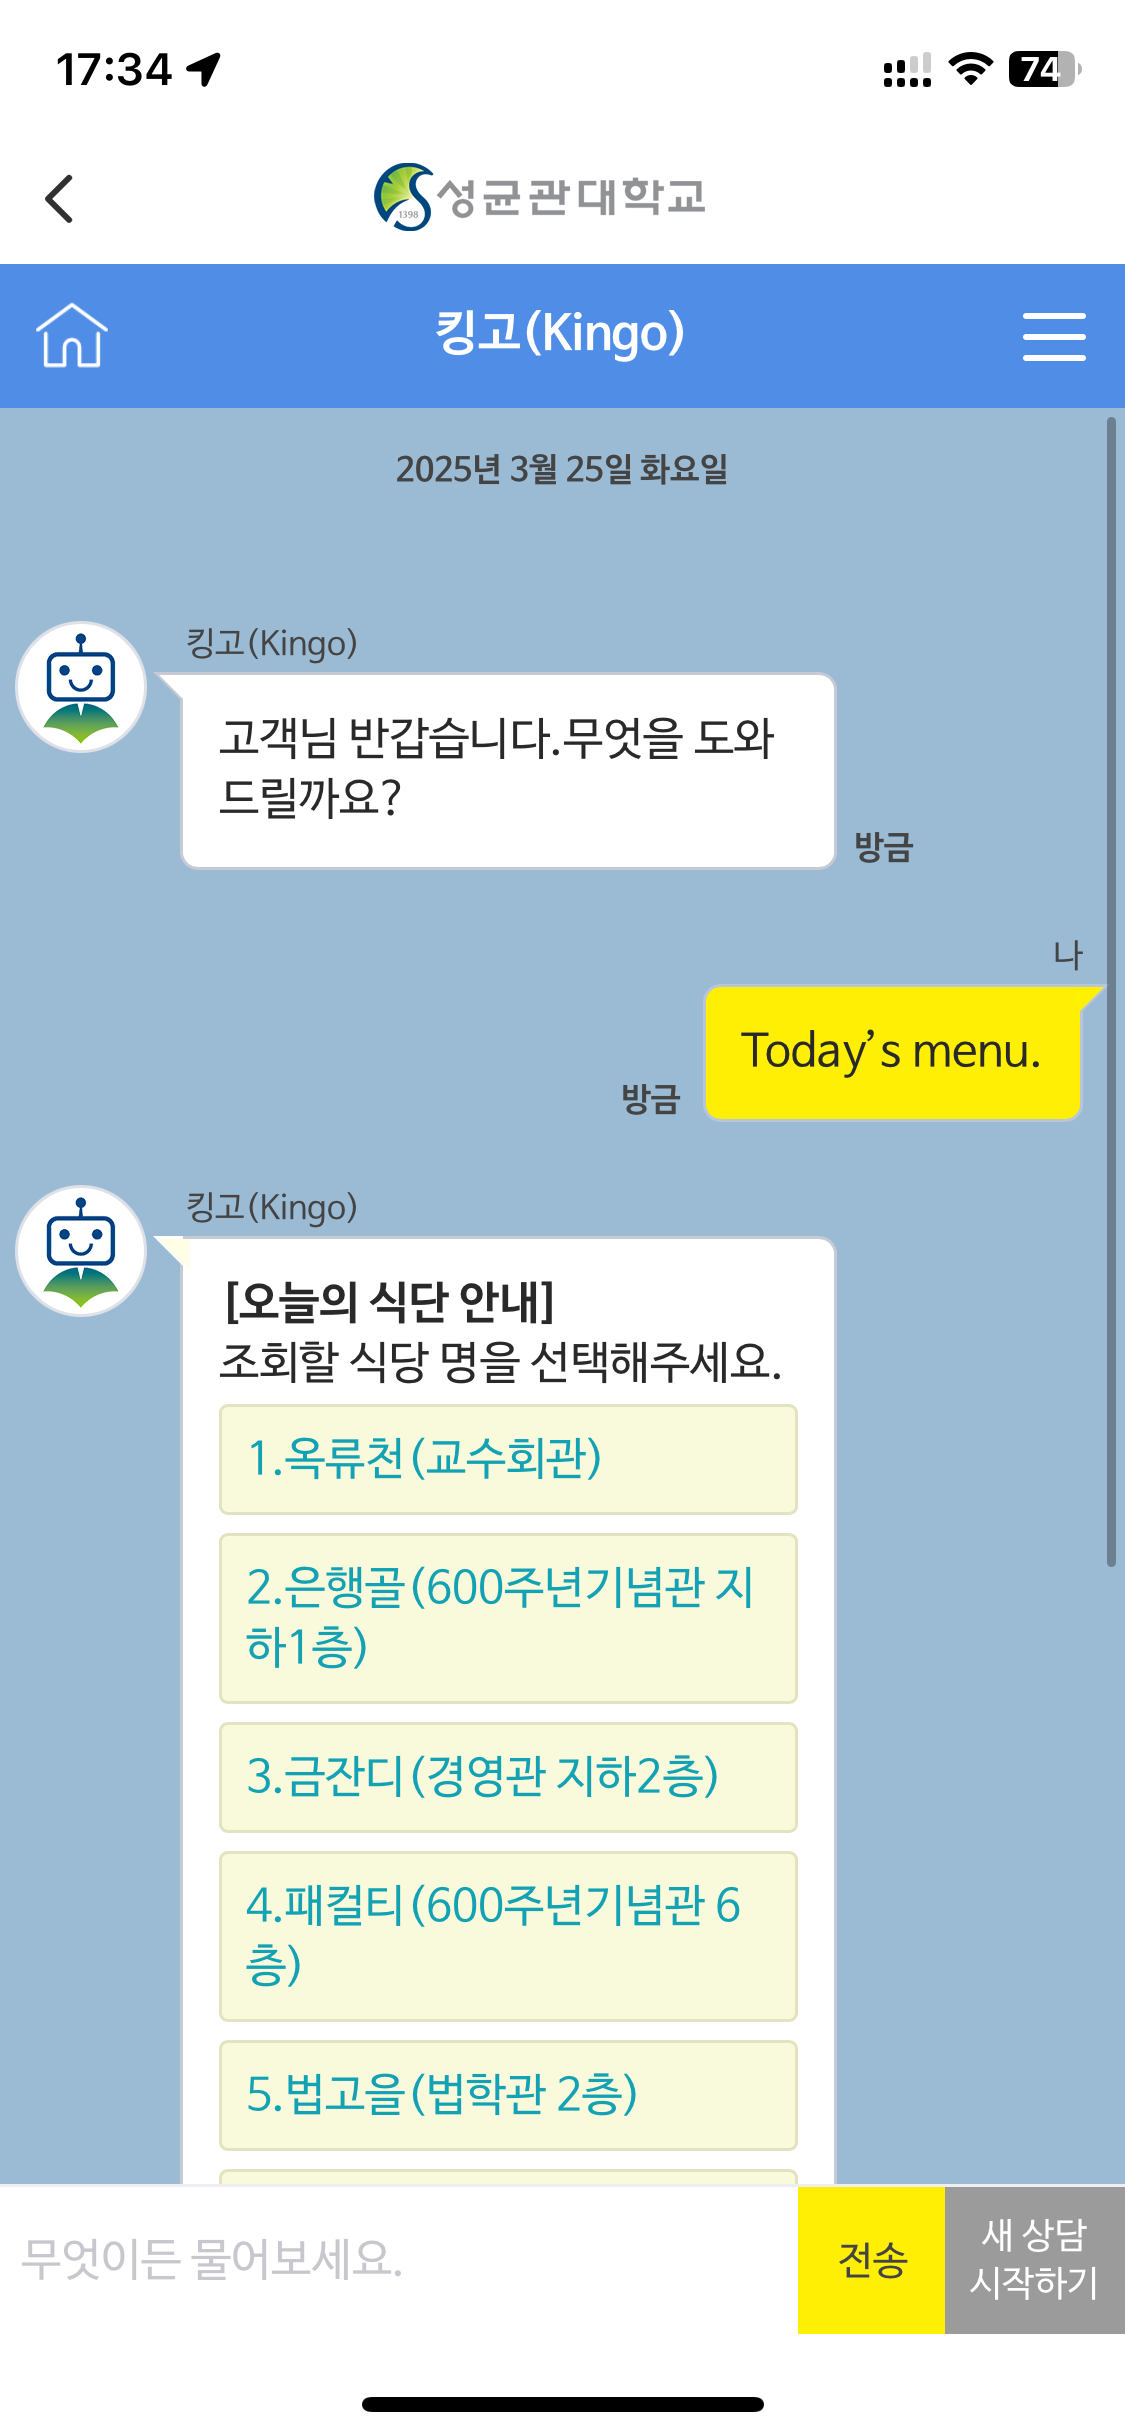 17:34
74
1398
성균관대학교
킹고(Kingo)
2025년 3월 25일 화요일
킹고(Kingo)
고객님 반갑습니다.무엇을 도와
드릴까요?
방금
나
Today’s menu.
방금
킹고(Kingo)
[오늘의 식단 안내]
조회할 식당 명을 선택해주세요.
1.옥류천(교수회관)
2.은행골(600주년기념관 지
하1층)
3.금잔디(경영관 지하2층)
4.패컬티(600주년기념관 6
층)
5.법고을(법학관 2층)
무엇이든 물어보세요.
전송
새 상담
시작하기